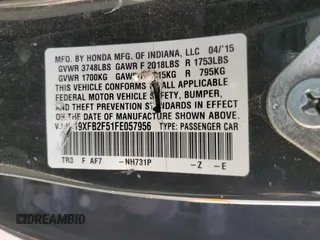 MFD. BY HONDA MFG. OF INDIANA, LLC 04/15
GVWR 3748LBS GAWR F 2018LBS R 1753LBS
GVWR 1700KG GAWR 915KG R 795KG
THIS VEHICLE CONFORMS TO ALL APPLICABLE
FEDERAL MOTOR VEHICLE SAFETY, BUMPER,
AND THEFT PREVENTION STANDARDS IN EFFECT
ON THE DATE OF MANUFACTURE SHOWN ABOVE.
19XFB2F51FE057956 TYPE: PASSENGER CAR
TR3 F AF7 -NH731P -Z -E
DREAMBID